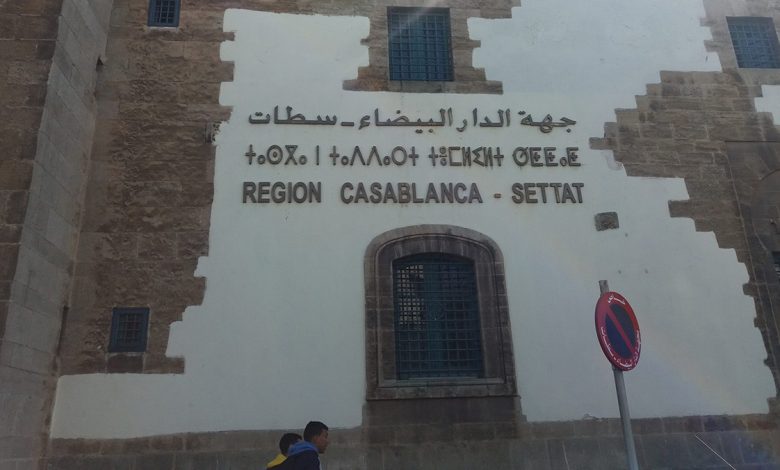 جهة الدار البيضاء - سطات
ⵜⴰⵙⴳⴰ ⵏ ⵜⴰⴷⴷⴰⵔⵜ ⵜⵓⵎⵍⵉⵍⵜ ⵙⵟⵟⴰⵟ
REGION CASABLANCA - SETTAT